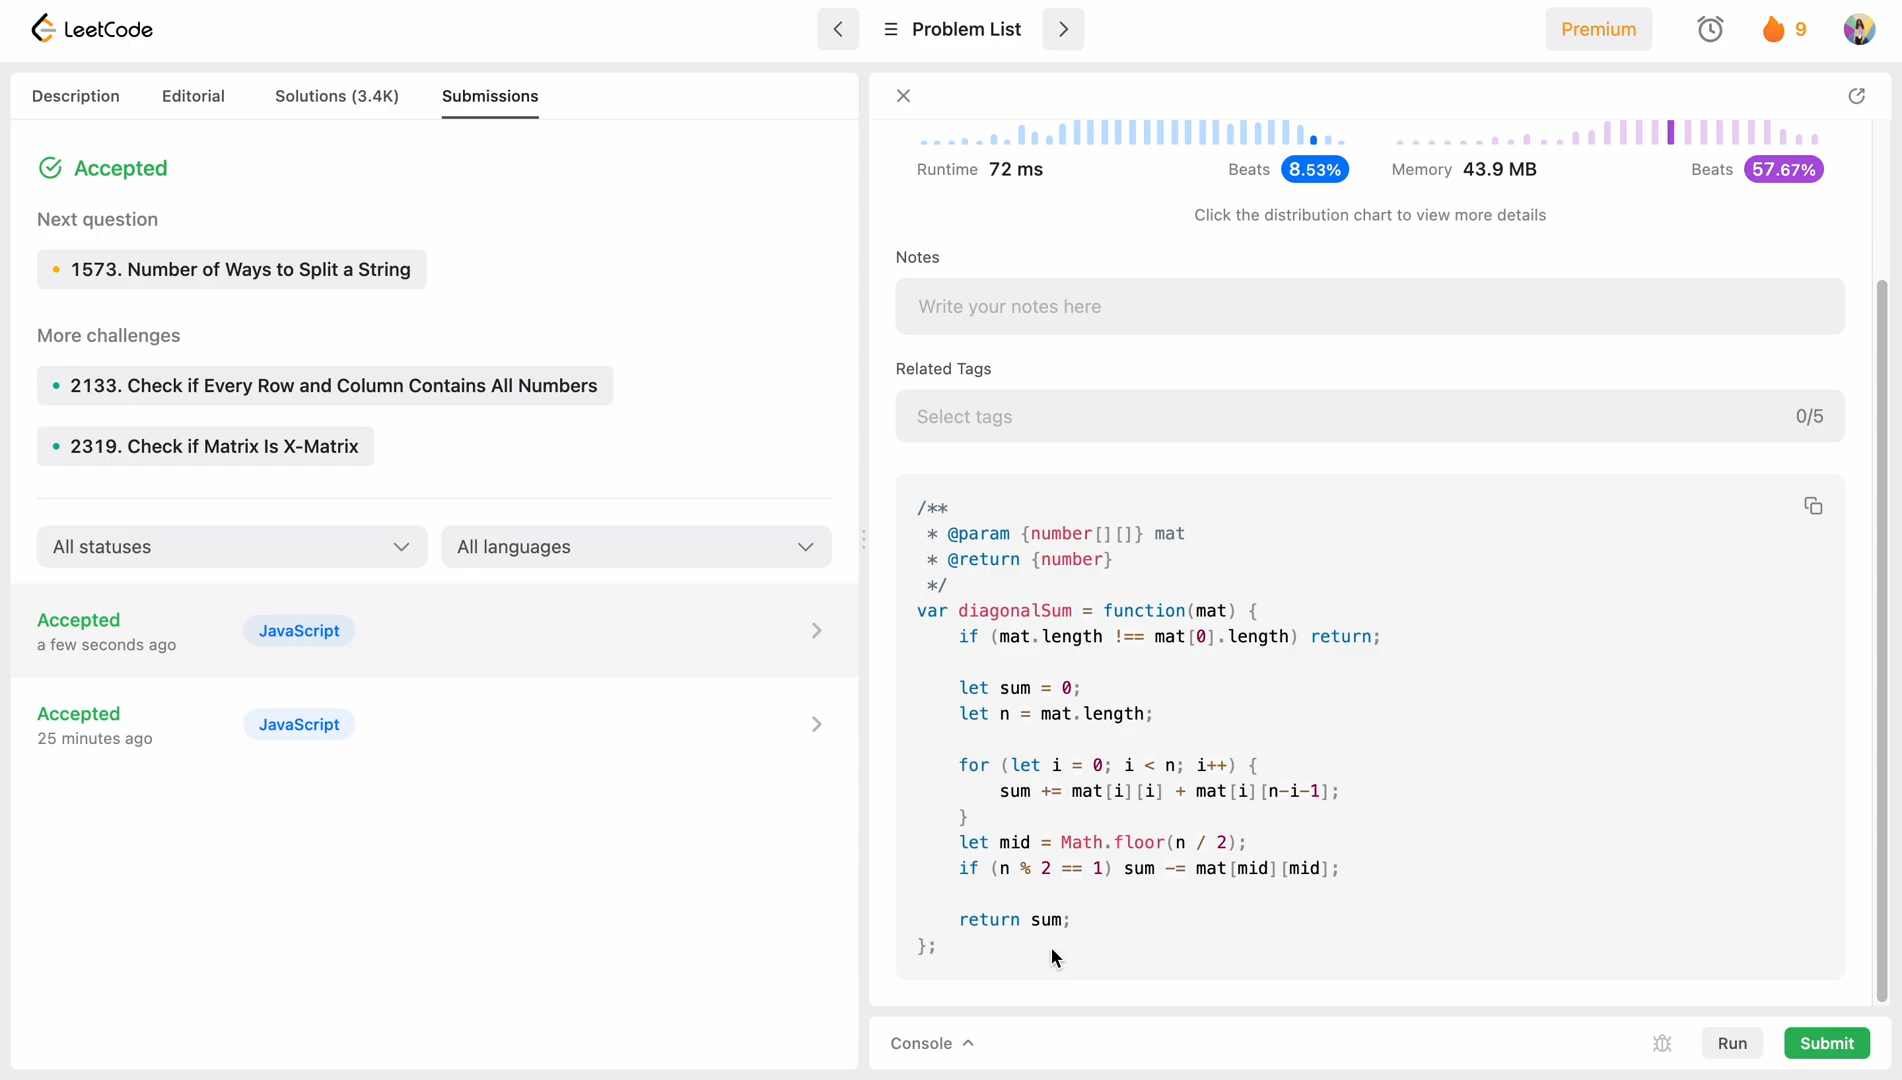 LeetCode
Problem List
Premium
9
Description Editorial Solutions (3.4K) Submissions
Accepted
Next question
1573. Number of Ways to Split a String
More challenges
2133. Check if Every Row and Column Contains All Numbers
2319. Check if Matrix Is X-Matrix
All statuses
All languages
Accepted
a few seconds ago
JavaScript
Accepted
25 minutes ago
JavaScript
Runtime 72 ms Beats 8.53% Memory 43.9 MB Beats 57.67%
Click the distribution chart to view more details
Notes
Write your notes here
Related Tags
Select tags 0/5
/**
 * @param {number[][]} mat
 * @return {number}
 */
var diagonalSum = function(mat) {
    if (mat.length !== mat[0].length) return;
    let sum = 0;
    let n = mat.length;
    for (let i = 0; i < n; i++) {
        sum += mat[i][i] + mat[i][n-i-1];
    }
    let mid = Math.floor(n / 2);
    if (n % 2 == 1) sum -= mat[mid][mid];
    return sum;
};
Console
Run
Submit